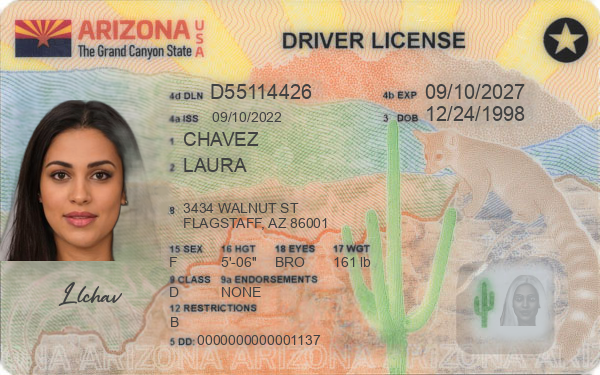 ARIZONA USA
The Grand Canyon State
DRIVER LICENSE
4d DLN D55114426
4b EXP 09/10/2027
4a ISS 09/10/2022
3 DOB 12/24/1998
1 CHAVEZ
2 LAURA
8 3434 WALNUT ST
FLAGSTAFF, AZ 86001
15 SEX 16 HGT 18 EYES 17 WGT
F 5'-06" BRO 161 lb
9 CLASS 9a ENDORSEMENTS
D NONE
12 RESTRICTIONS
B
5 DD: 0000000000001137
Llchav
ARIZONA ARIZONA ARIZONA ARIZONA